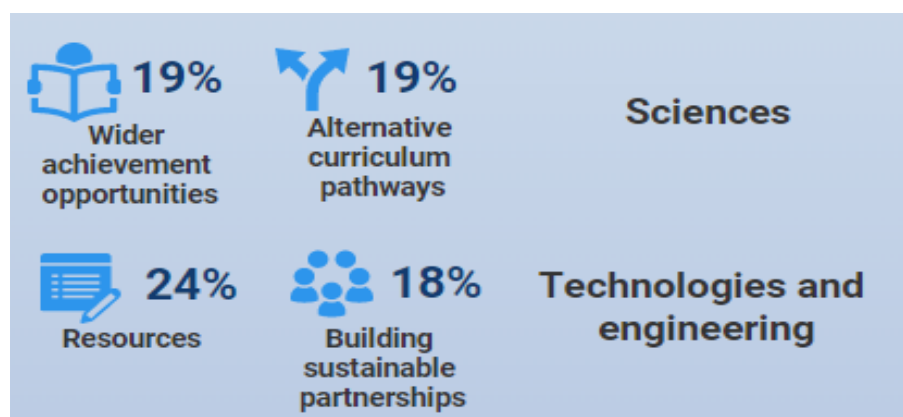 19%
Wider
achievement
opportunities
19%
Alternative
curriculum
pathways
Sciences
24%
Resources
18%
Building
sustainable
partnerships
Technologies and
engineering